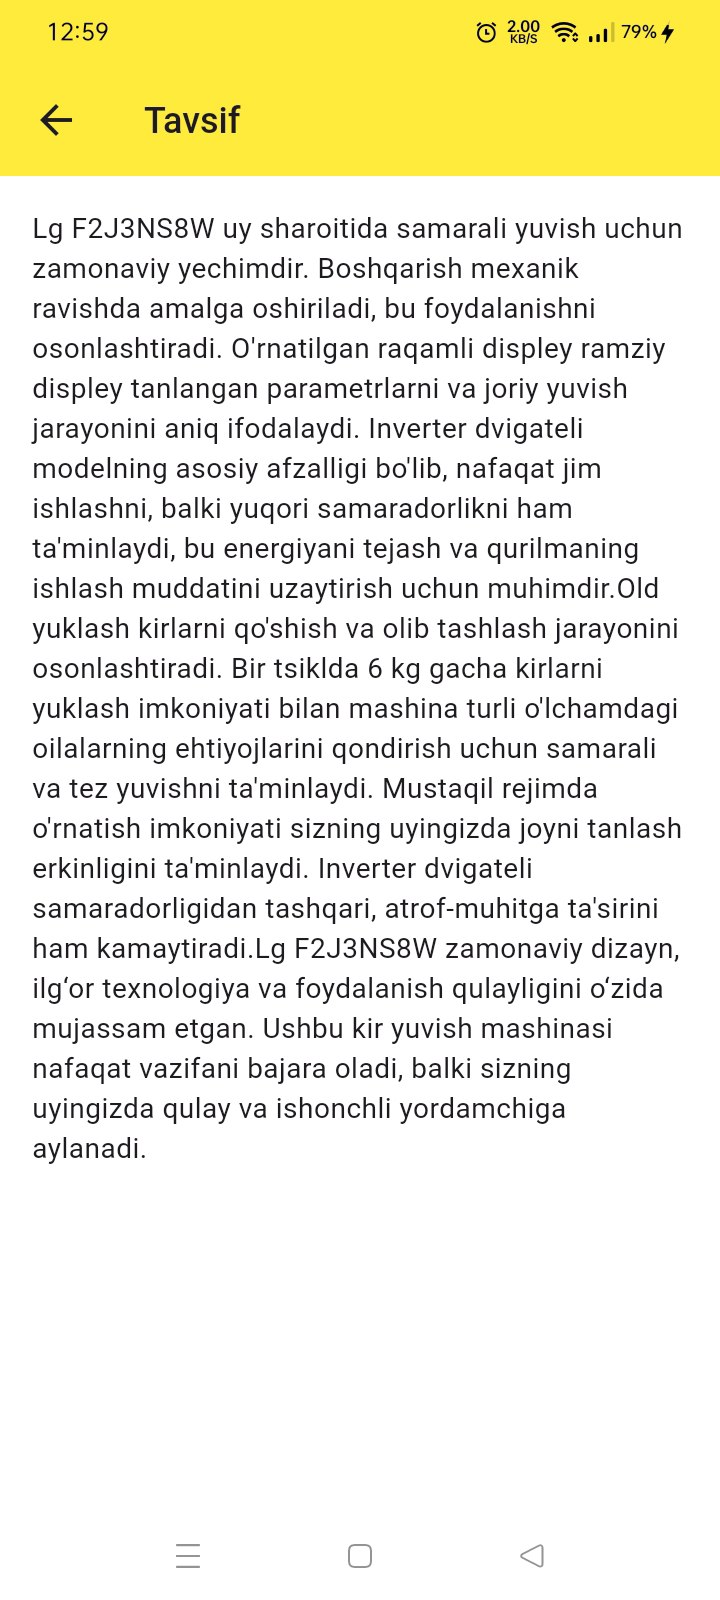 12:59
2.00
KB/S
79%
Tavsif
Lg F2J3NS8W uy sharoitida samarali yuvish uchun
zamonaviy yechimdir. Boshqarish mexanik
ravishda amalga oshiriladi, bu foydalanishni
osonlashtiradi. O'rnatilgan raqamli displey ramziy
displey tanlangan parametrlarni va joriy yuvish
jarayonini aniq ifodalaydi. Inverter dvigateli
modelning asosiy afzalligi bo'lib, nafaqat jim
ishlashni, balki yuqori samaradorlikni ham
ta'minlaydi, bu energiyani tejash va qurilmaning
ishlash muddatini uzaytirish uchun muhimdir.Old
yuklash kirlarni qo'shish va olib tashlash jarayonini
osonlashtiradi. Bir tsiklda 6 kg gacha kirlarni
yuklash imkoniyati bilan mashina turli o'lchamdagi
oilalarning ehtiyojlarini qondirish uchun samarali
va tez yuvishni ta'minlaydi. Mustaqil rejimda
o'rnatish imkoniyati sizning uyingizda joyni tanlash
erkinligini ta'minlaydi. Inverter dvigateli
samaradorligidan tashqari, atrof-muhitga ta'sirini
ham kamaytiradi.Lg F2J3NS8W zamonaviy dizayn,
ilg‘or texnologiya va foydalanish qulayligini o‘zida
mujassam etgan. Ushbu kir yuvish mashinasi
nafaqat vazifani bajara oladi, balki sizning
uyingizda qulay va ishonchli yordamchiga
aylanadi.